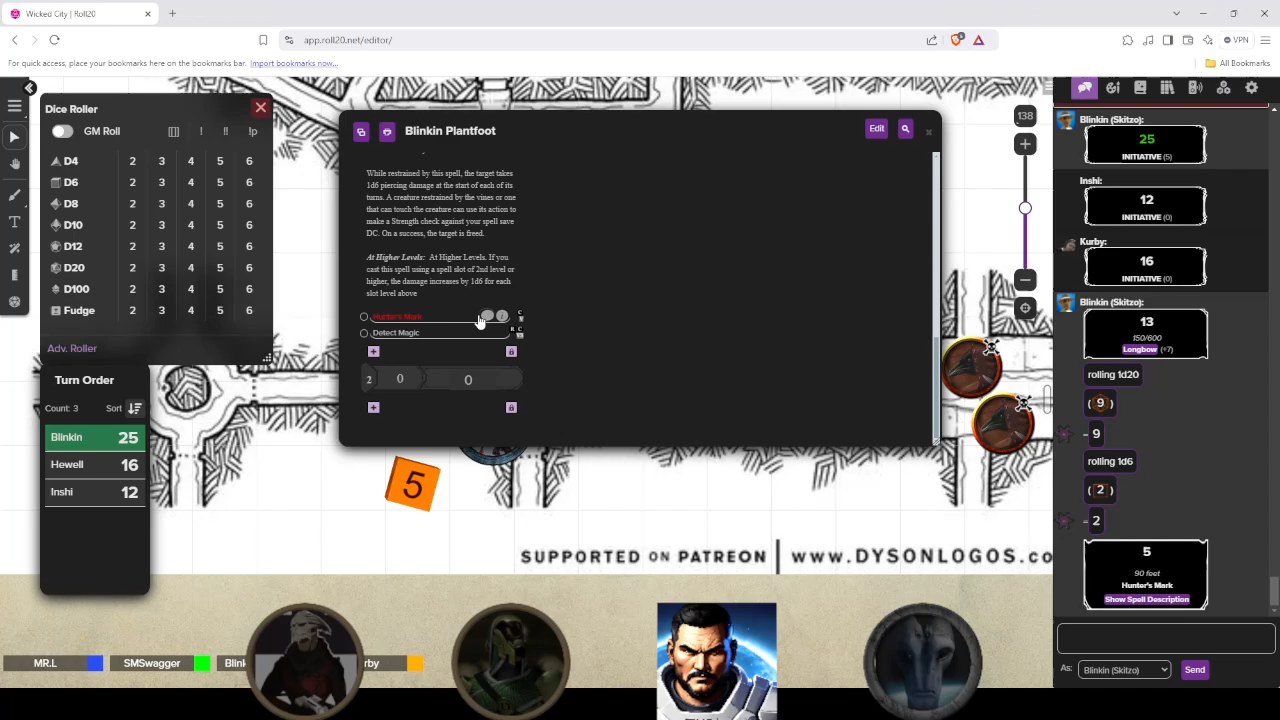 Wicked City | Roll20
app.roll20.net/editor/
VPN
For quick access, place your bookmarks here on the bookmarks bar. Import bookmarks now...
All Bookmarks
Dice Roller
GM Roll ! !! !p
D4 2 3 4 5 6
D6 2 3 4 5 6
D8 2 3 4 5 6
D10 2 3 4 5 6
D12 2 3 4 5 6
D20 2 3 4 5 6
D100 2 3 4 5 6
Fudge 2 3 4 5 6
Adv. Roller
Turn Order
Count: 3 Sort
Blinkin 25
Hewell 16
Inshi 12
Blinkin Plantfoot
Edit
While restrained by this spell, the target takes
1d6 piercing damage at the start of each of its
turns. A creature restrained by the vines or one
that can touch the creature can use its action to
make a Strength check against your spell save
DC. On a success, the target is freed.
At Higher Levels: At Higher Levels. If you
cast this spell using a spell slot of 2nd level or
higher, the damage increases by 1d6 for each
slot level above
Hunter's Mark
Detect Magic
2 0 0
5
138
SUPPORTED ON PATREON | WWW.DYSONLOGOS.CO
MR.L
SMSwagger
Blink
rby
Blinkin (Skitzo):
25
INITIATIVE (5)
Inshi:
12
INITIATIVE (0)
Kurby:
16
INITIATIVE (0)
Blinkin (Skitzo):
13
150/600
Longbow (+7)
rolling 1d20
(9)
=9
rolling 1d6
(2)
=2
5
90 foot
Hunter's Mark
Show Spell Description
As: Blinkin (Skitzo) Send